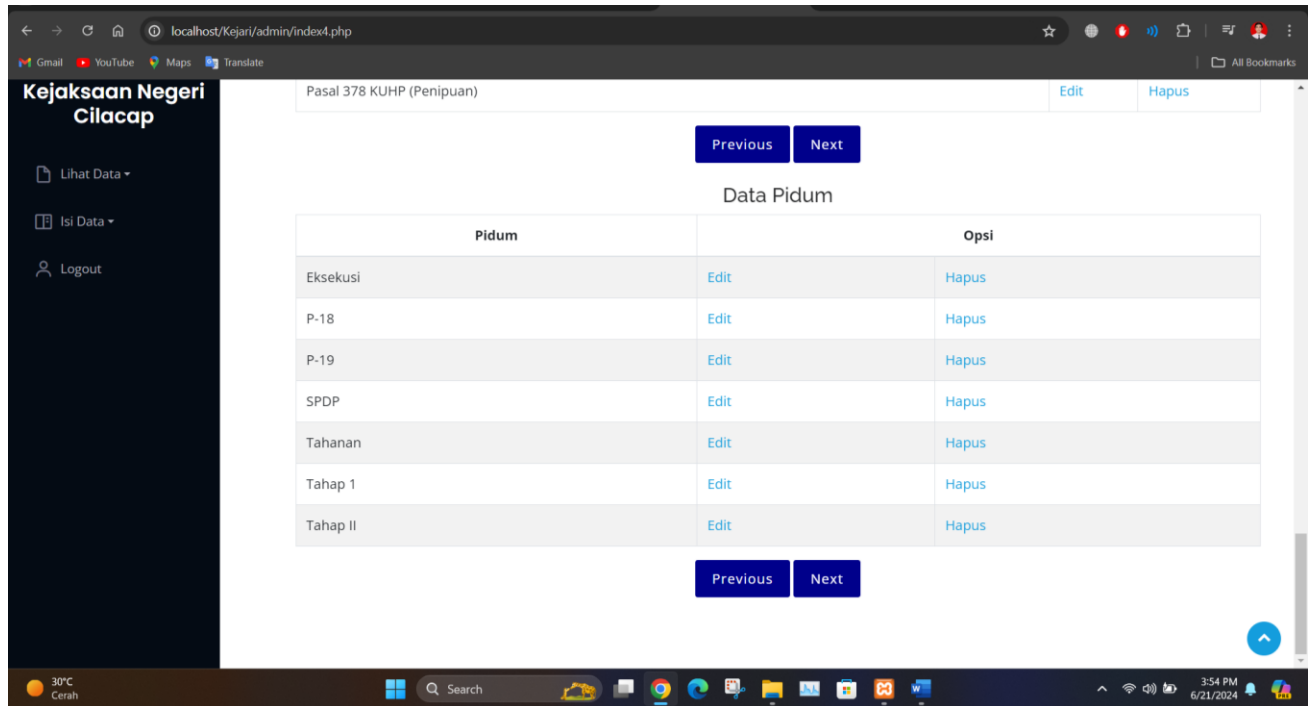 localhost/Kejari/admin/index4.php
Gmail YouTube Maps Translate All Bookmarks
Kejaksaan Negeri
Cilacap
Lihat Data
Isi Data
Logout
Pasal 378 KUHP (Penipuan) Edit Hapus
Previous Next
Data Pidum
Pidum Opsi
Eksekusi Edit Hapus
P-18 Edit Hapus
P-19 Edit Hapus
SPDP Edit Hapus
Tahanan Edit Hapus
Tahap 1 Edit Hapus
Tahap II Edit Hapus
Previous Next
30°C
Cerah
Search
3:54 PM
6/21/2024